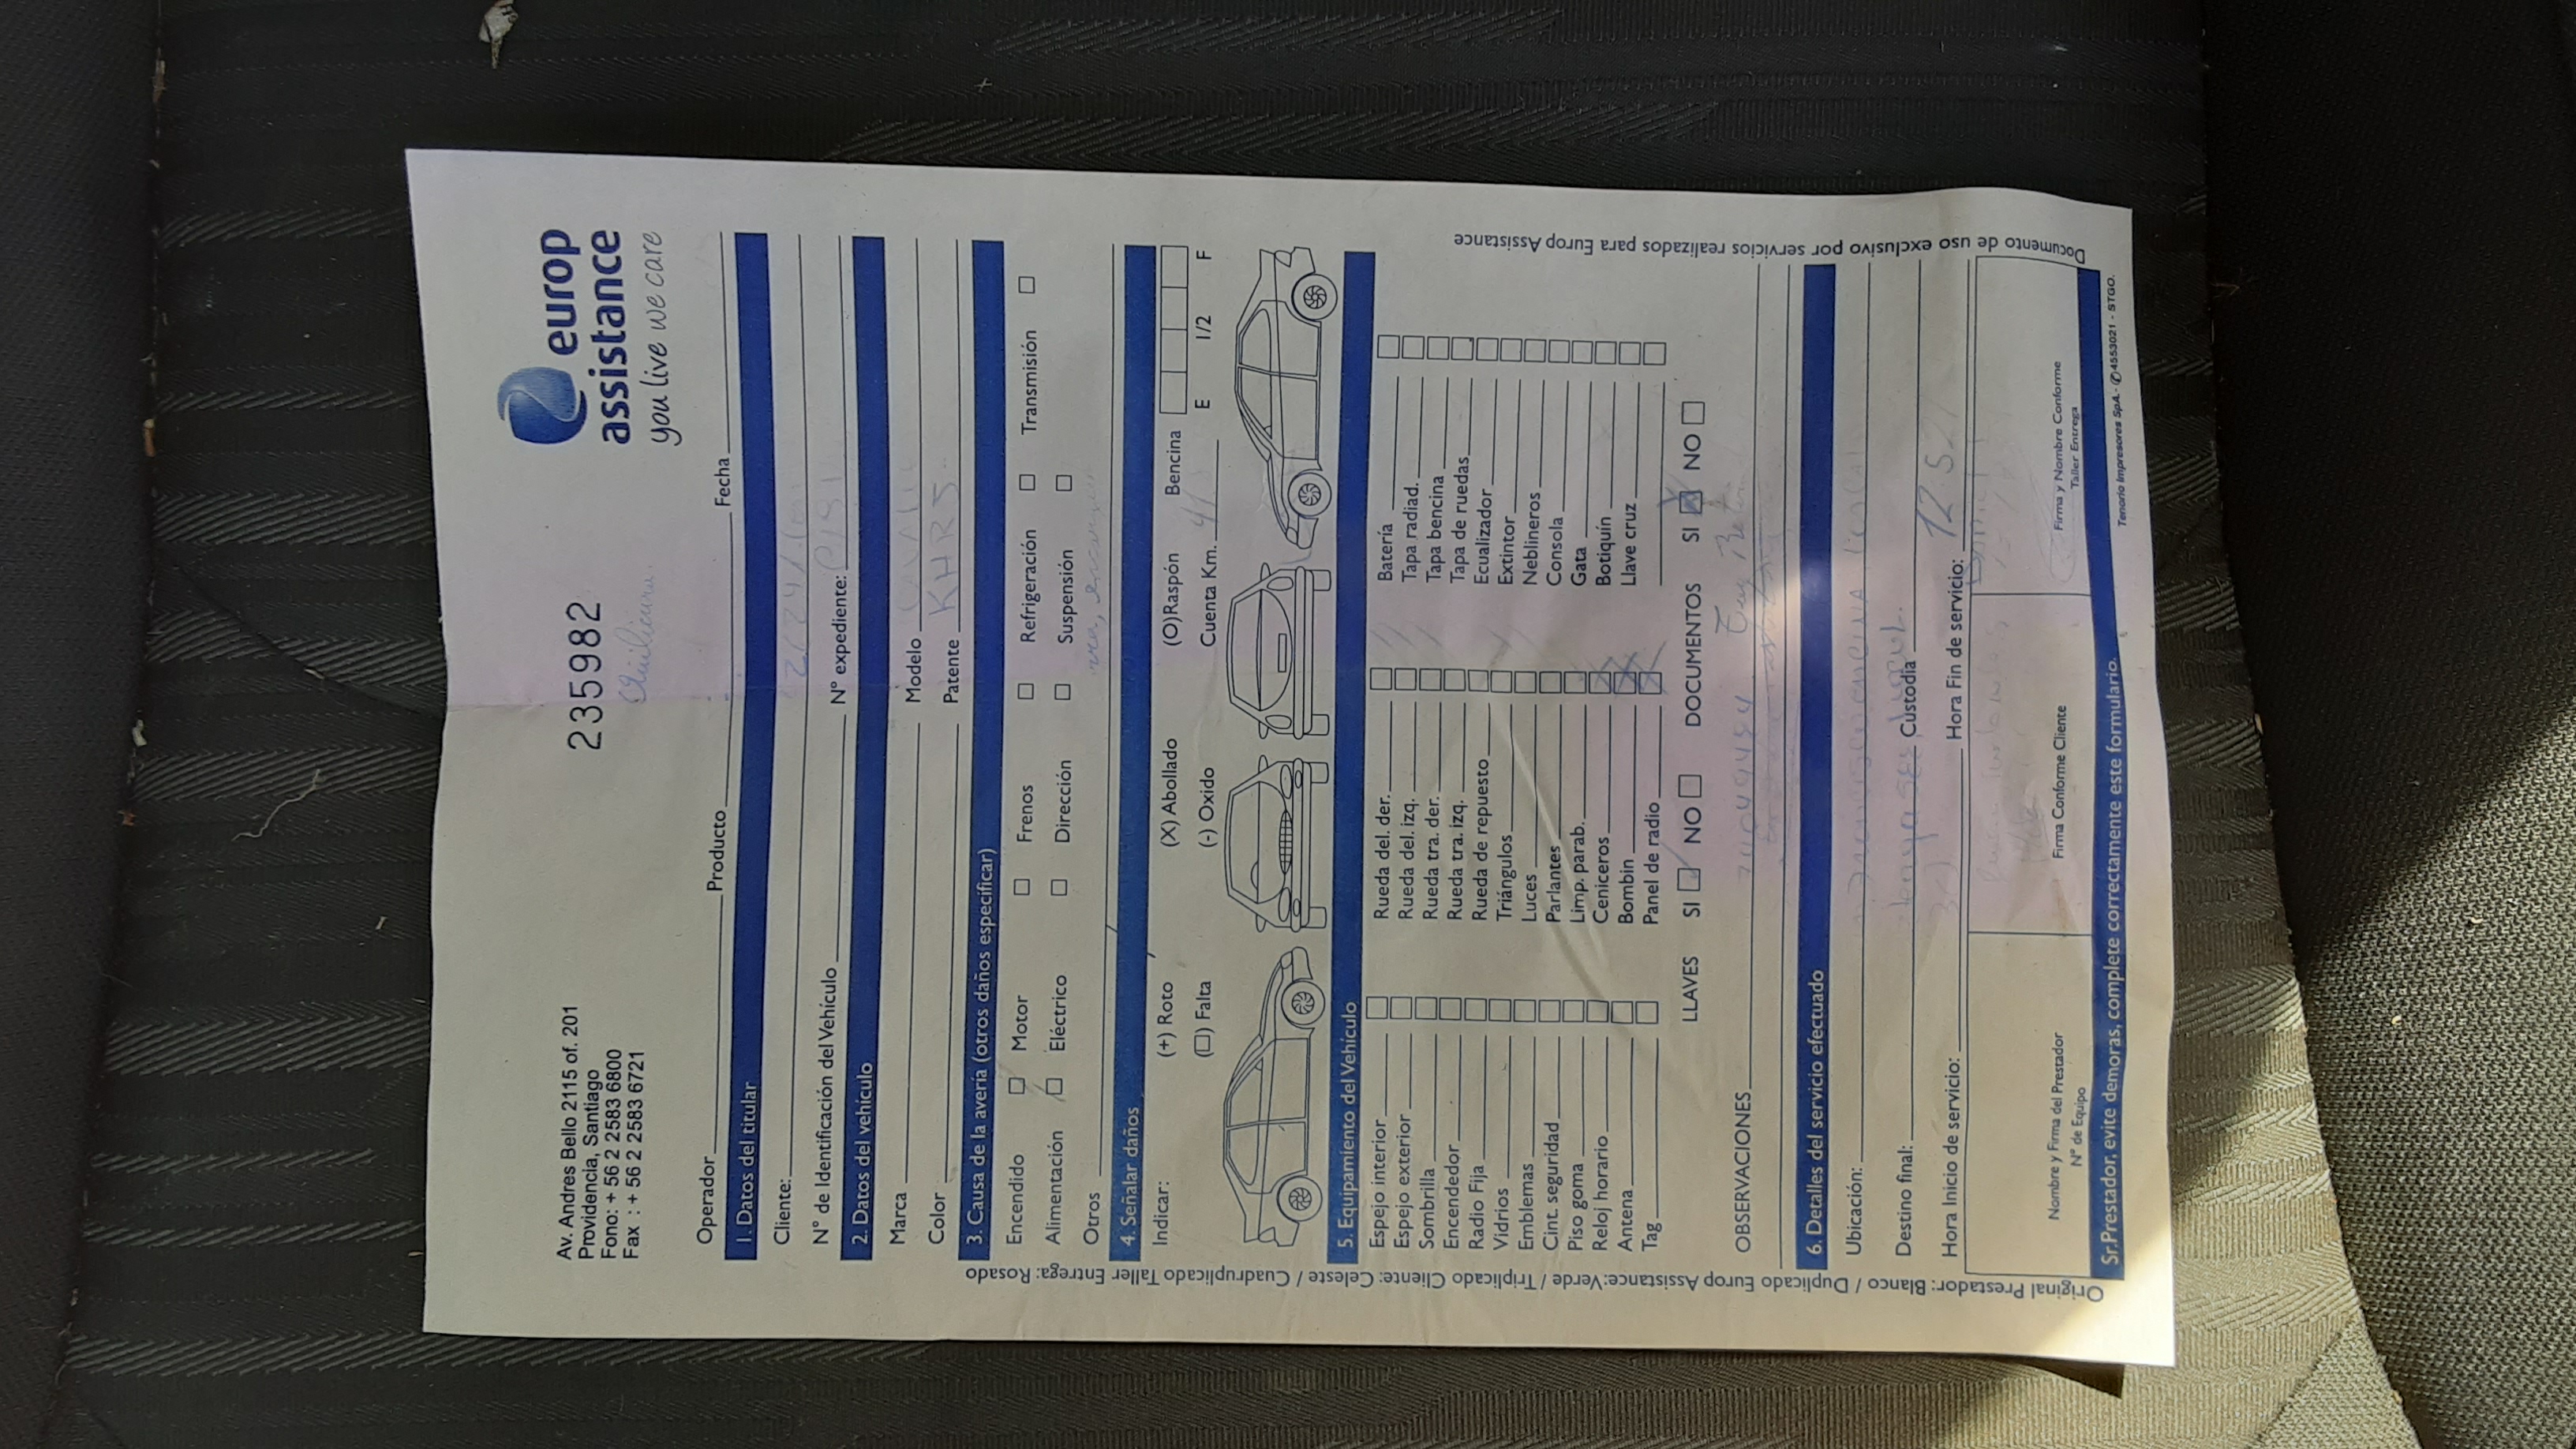 Av. Andres Bello 2115 of. 201
Providencia, Santiago
Fono: + 56 2 2583 6800
Fax : + 56 2 2583 6721
235982
europ
assistance
you live we care
Operador Producto Fecha
1. Datos del titular
Cliente:
N° de Identificación del Vehículo N° expediente:
2. Datos del vehículo
Marca Modelo
Color Patente KHRS
3. Causa de la avería (otros daños especificar)
Encendido Motor Frenos Refrigeración Transmisión
Alimentación Eléctrico Dirección Suspensión
Otros
4. Señalar daños
Indicar: (+) Roto (X) Abollado (O) Raspón Bencina
(□) Falta (-) Oxido Cuenta Km. E 1/2 F
5. Equipamiento del Vehículo
Espejo interior Rueda del. der. Batería
Espejo exterior Rueda del. izq. Tapa radiad.
Sombrilla Rueda tra. der. Tapa bencina
Encendedor Rueda tra. izq. Tapa de ruedas
Radio Fija Rueda de repuesto Ecualizador
Vidrios Triángulos Extintor
Emblemas Luces Neblineros
Cint. seguridad Parlantes Consola
Piso goma Limp. parab. Gata
Reloj horario Ceniceros Botiquín
Antena Bombin Llave cruz
Tag Panel de radio
LLAVES SI NO DOCUMENTOS SI NO
OBSERVACIONES
6. Detalles del servicio efectuado
Ubicación:
Destino final: Custodia
Hora Inicio de servicio: Hora Fin de servicio:
Nombre y Firma del Prestador
N° de Equipo
Firma Conforme Cliente
Firma y Nombre Conforme
Taller Entrega
Sr.Prestador, evite demoras, complete correctamente este formulario.
Tenorio Impresores SpA - ✆4553021 - STGO.
Original Prestador: Blanco / Duplicado Europ Assistance: Verde / Triplicado Cliente: Celeste / Cuadruplicado Taller Entrega: Rosado
Documento de uso exclusivo por servicios realizados para Europ Assistance